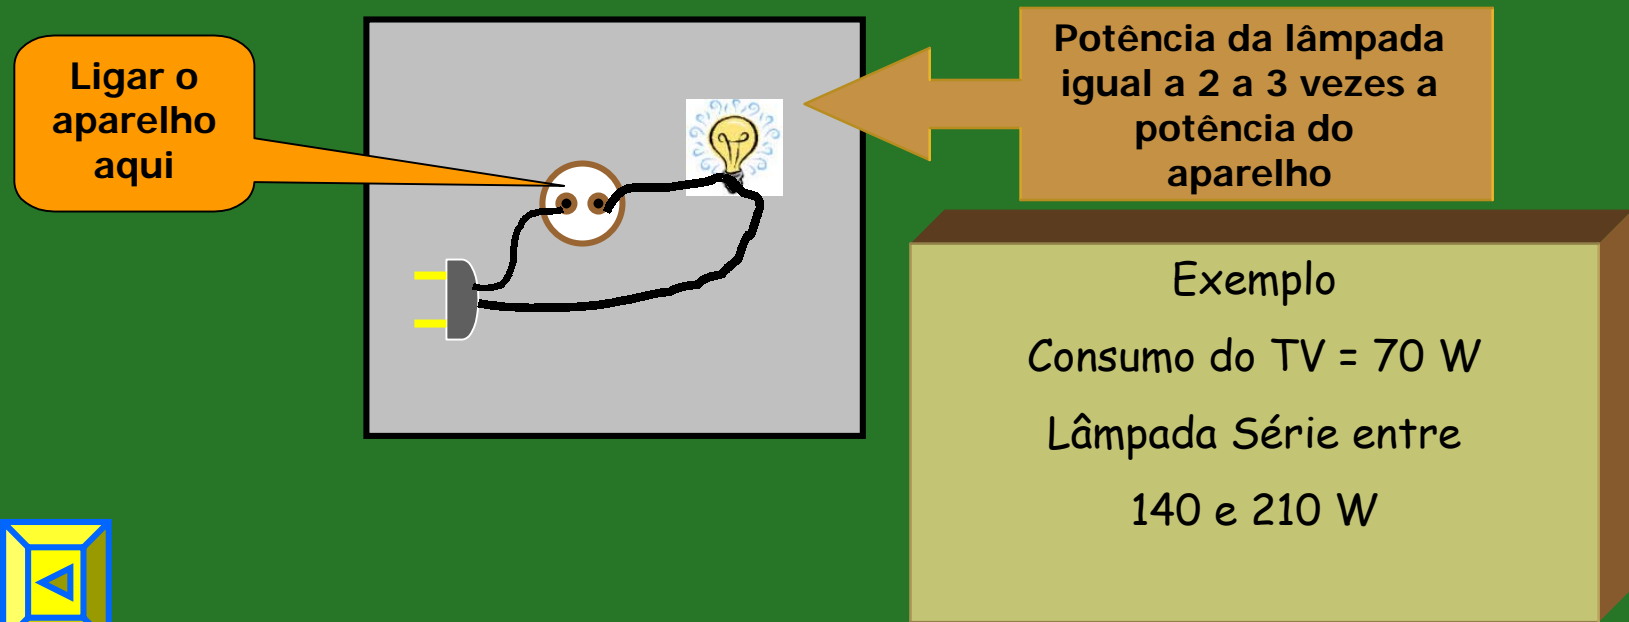 Ligar o
aparelho
aqui
Potência da lâmpada
igual a 2 a 3 vezes a
potência do
aparelho
Exemplo
Consumo do TV = 70 W
Lâmpada Série entre
140 e 210 W